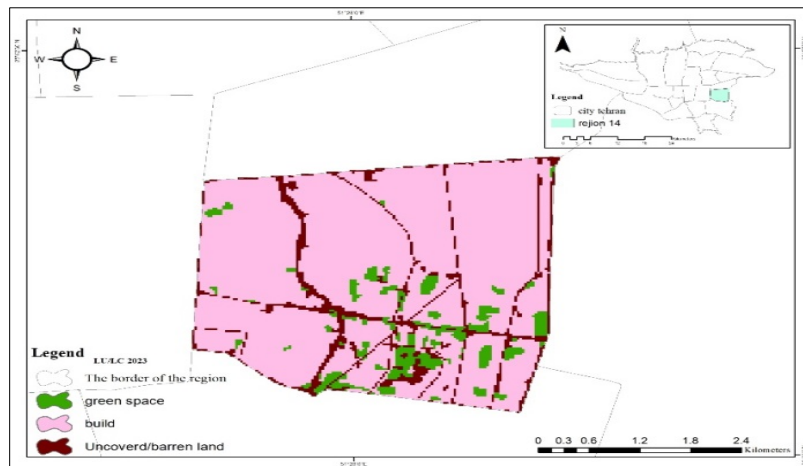 N
W E
S
Legend
city tehran
rejion 14
Kilometers
Legend LU/LC 2023
The border of the region
green space
build
Uncoverd/barren land
0 0.3 0.6 1.2 1.8 2.4
Kilometers